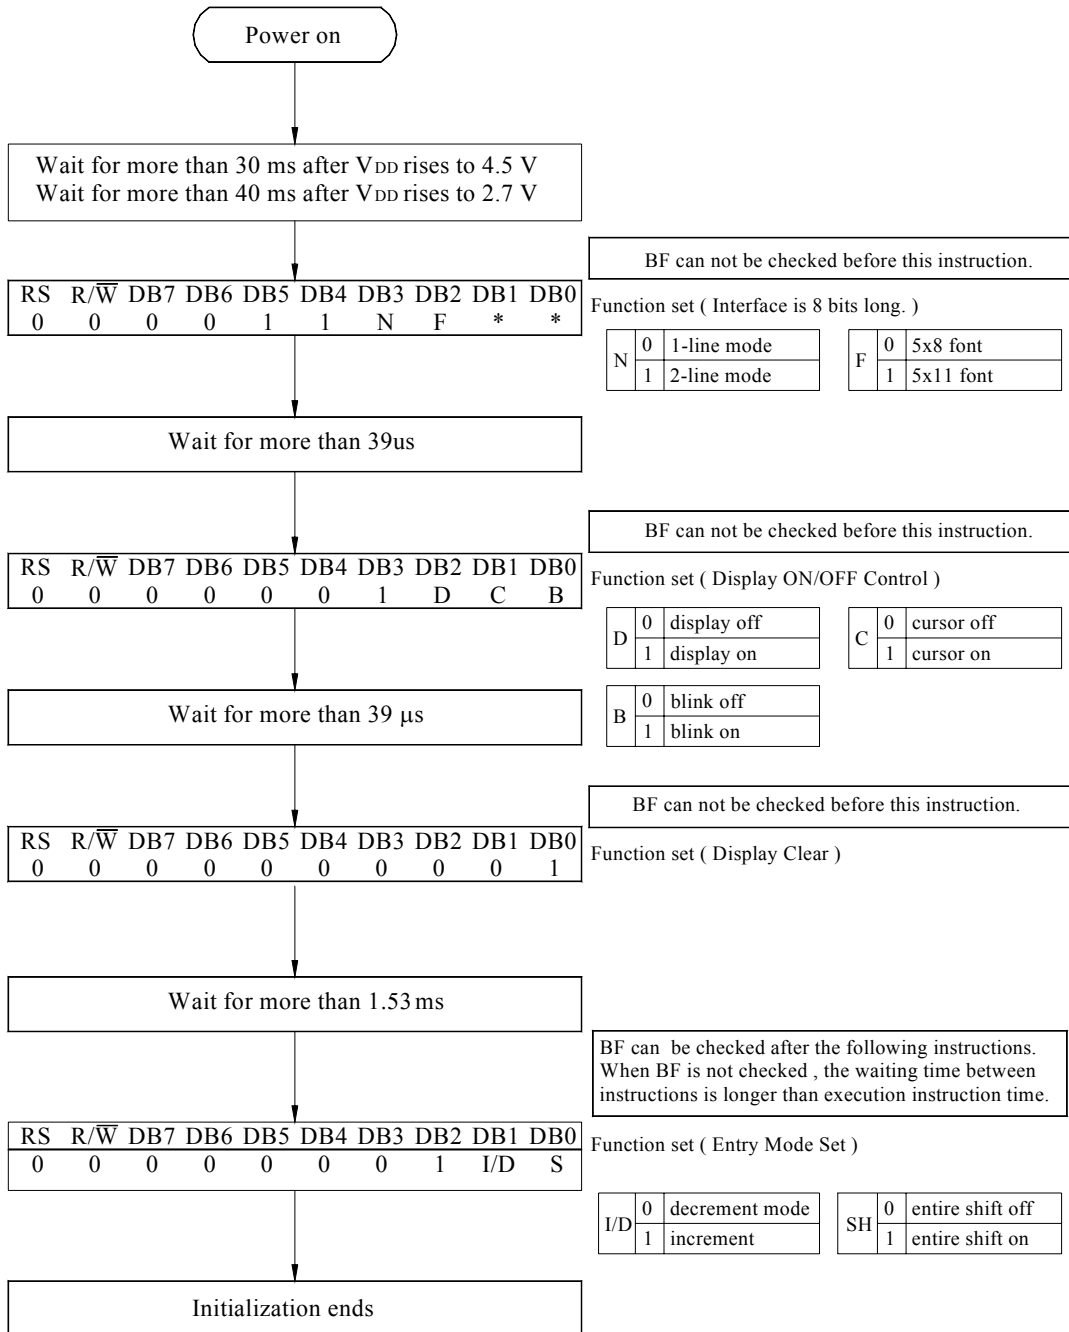 Power on
Wait for more than 30 ms after VDD rises to 4.5 V
Wait for more than 40 ms after VDD rises to 2.7 V
BF can not be checked before this instruction.
RS R/W̅ DB7 DB6 DB5 DB4 DB3 DB2 DB1 DB0
0 0 0 0 1 1 N F * *
Function set ( Interface is 8 bits long. )
N 0 1-line mode
1 2-line mode
F 0 5x8 font
1 5x11 font
Wait for more than 39us
BF can not be checked before this instruction.
RS R/W̅ DB7 DB6 DB5 DB4 DB3 DB2 DB1 DB0
0 0 0 0 0 0 1 D C B
Function set ( Display ON/OFF Control )
D 0 display off
1 display on
C 0 cursor off
1 cursor on
B 0 blink off
1 blink on
Wait for more than 39 μs
BF can not be checked before this instruction.
RS R/W̅ DB7 DB6 DB5 DB4 DB3 DB2 DB1 DB0
0 0 0 0 0 0 0 0 0 1
Function set ( Display Clear )
Wait for more than 1.53 ms
BF can be checked after the following instructions.
When BF is not checked , the waiting time between
instructions is longer than execution instruction time.
RS R/W̅ DB7 DB6 DB5 DB4 DB3 DB2 DB1 DB0
0 0 0 0 0 0 0 1 I/D S
Function set ( Entry Mode Set )
I/D 0 decrement mode
1 increment
SH 0 entire shift off
1 entire shift on
Initialization ends